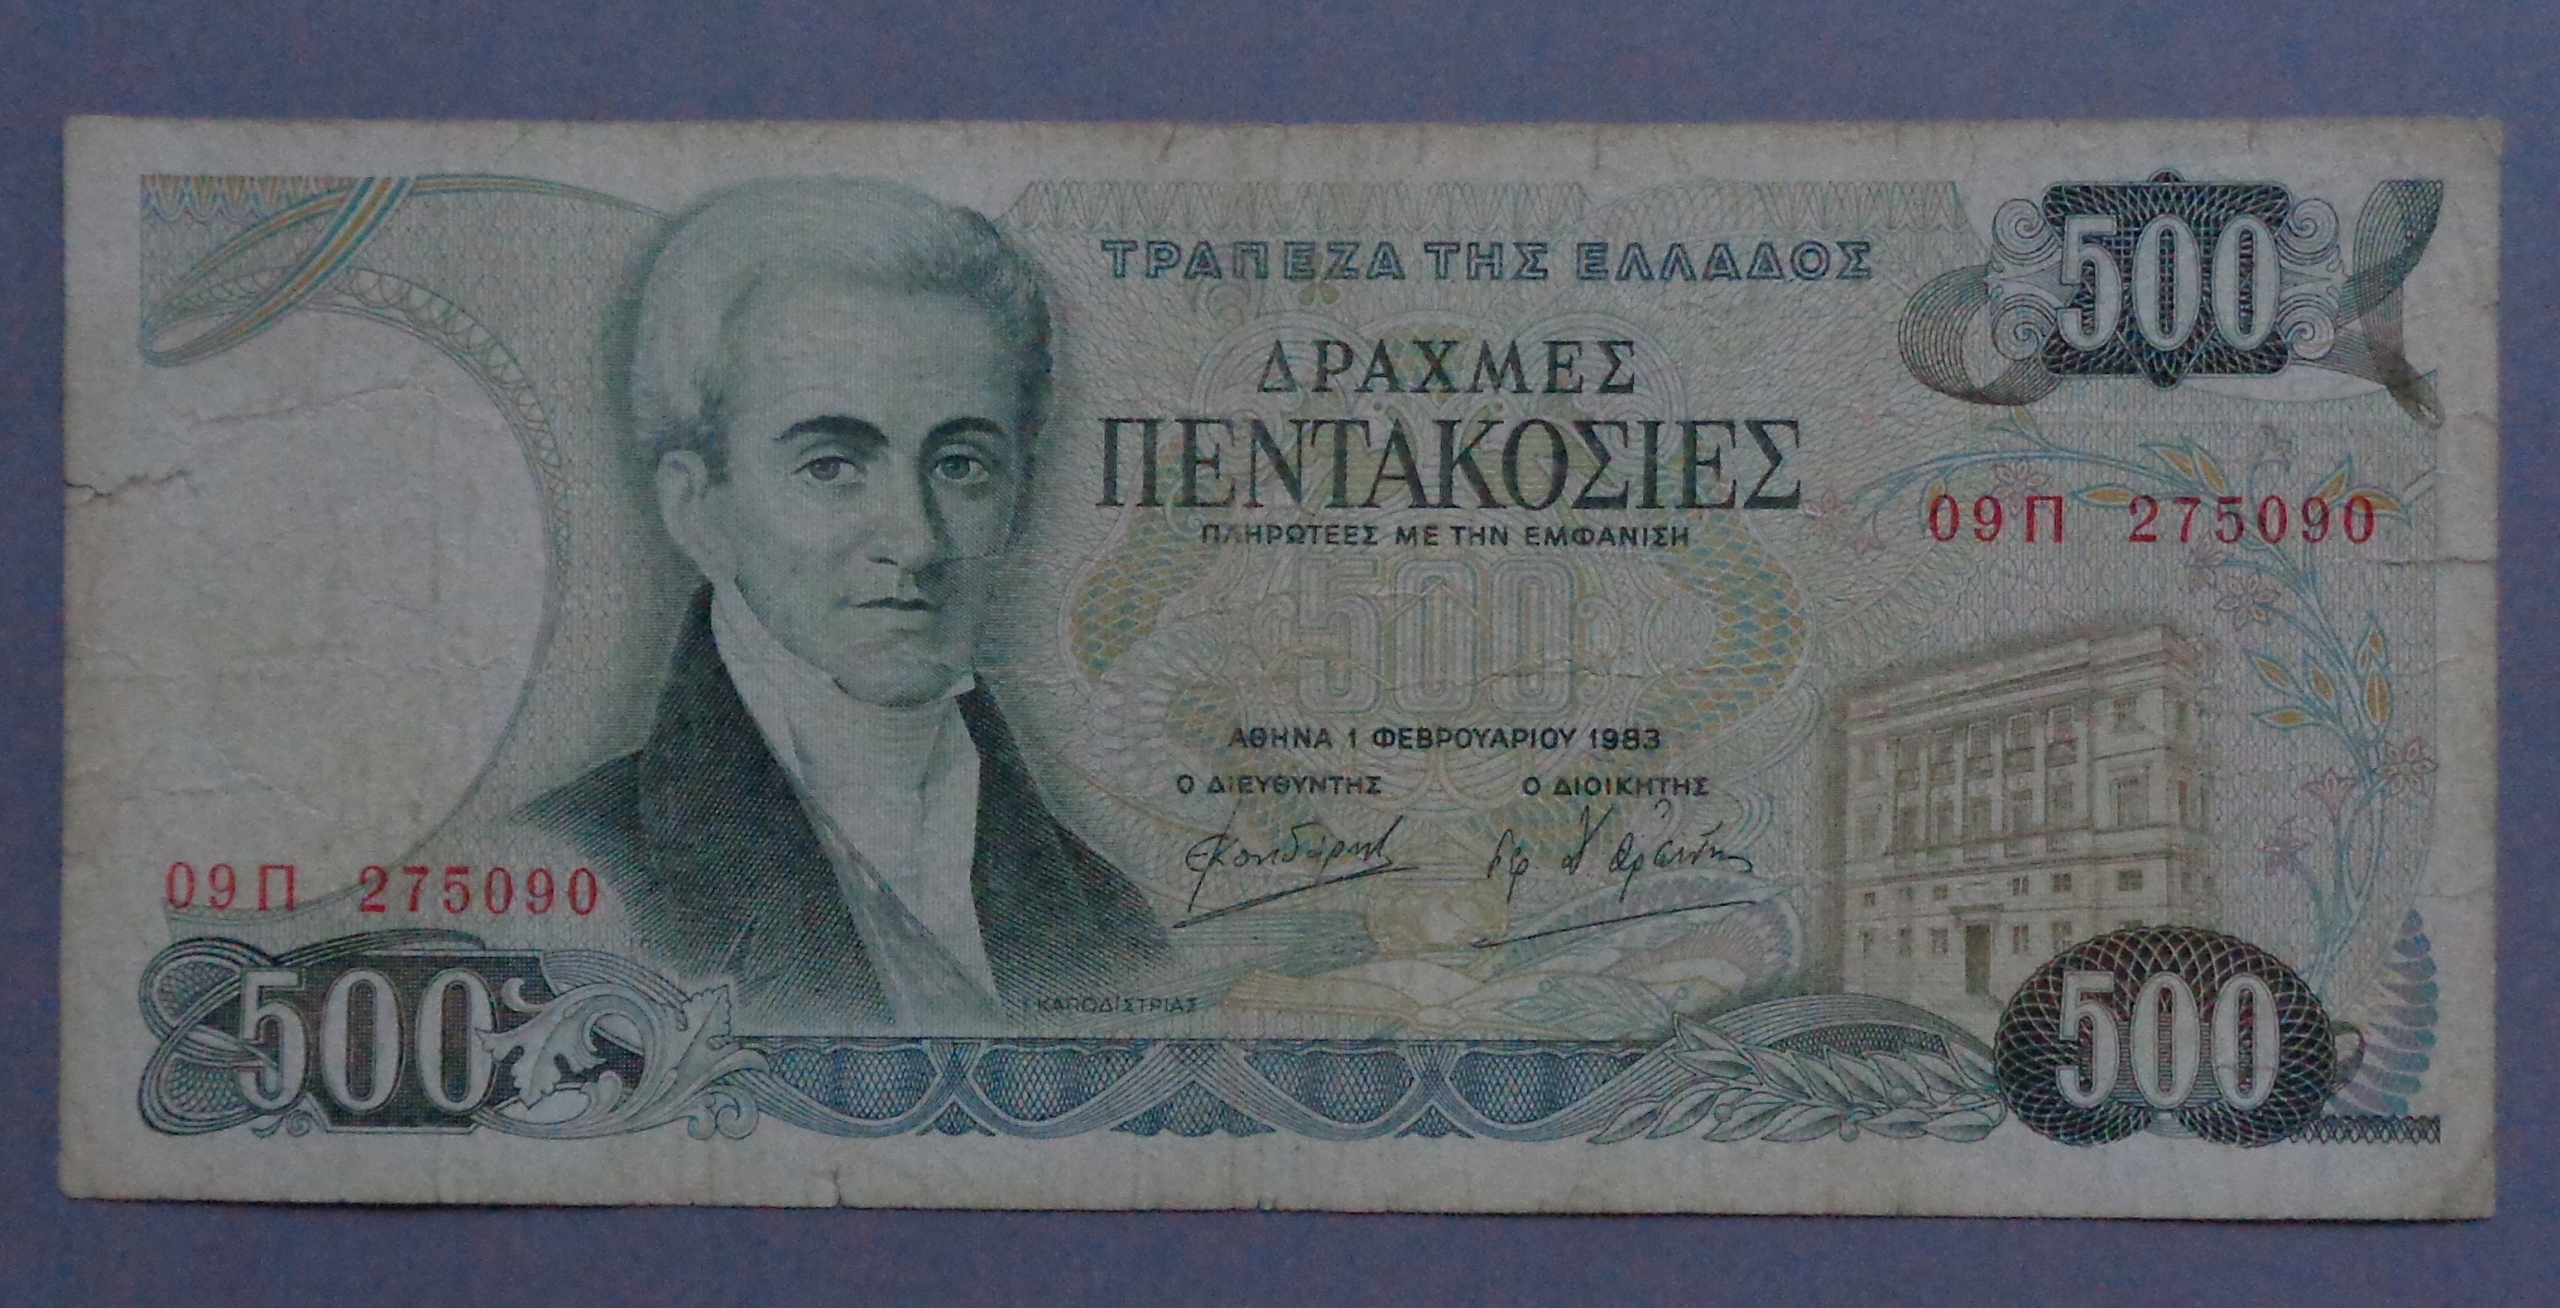 ΤΡΑΠΕΖΑ ΤΗΣ ΕΛΛΑΔΟΣ
500
ΔΡΑΧΜΕΣ
ΠΕΝΤΑΚΟΣΙΕΣ
ΠΛΗΡΩΤΕΕΣ ΜΕ ΤΗΝ ΕΜΦΑΝΙΣΗ
09Π 275090
500
ΑΘΗΝΑ 1 ΦΕΒΡΟΥΑΡΙΟΥ 1983
Ο ΔΙΕΥΘΥΝΤΗΣ Ο ΔΙΟΙΚΗΤΗΣ
09Π 275090
Ι ΚΑΠΟΔΙΣΤΡΙΑΣ
500
500